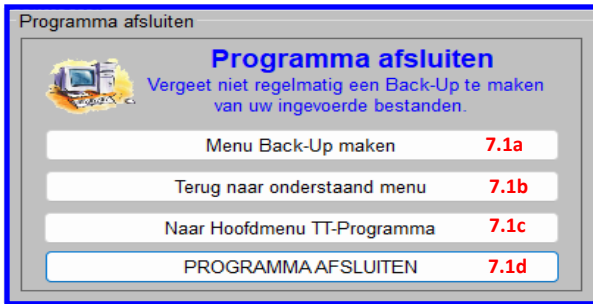 Programma afsluiten
Programma afsluiten
Vergeet niet regelmatig een Back-Up te maken
van uw ingevoerde bestanden.
Menu Back-Up maken 7.1a
Terug naar onderstaand menu 7.1b
Naar Hoofdmenu TT-Programma 7.1c
PROGRAMMA AFSLUITEN 7.1d